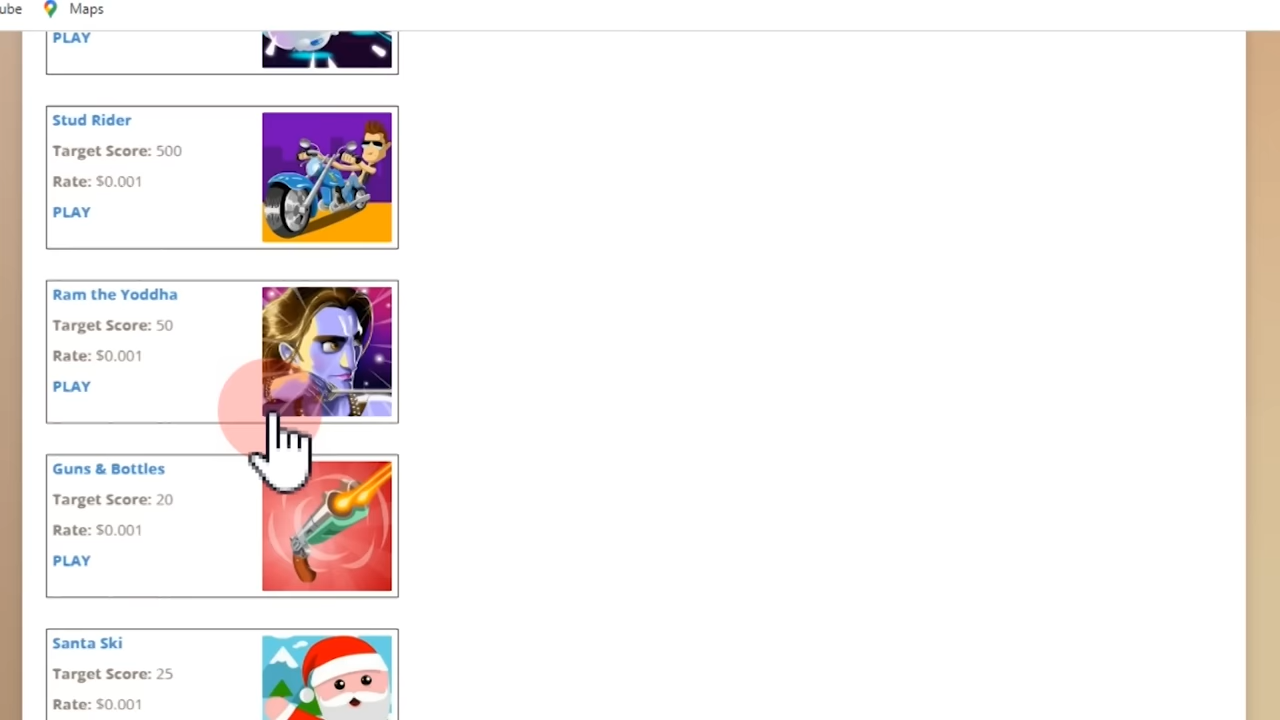 ube Maps
PLAY
Stud Rider
Target Score: 500
Rate: $0.001
PLAY
Ram the Yoddha
Target Score: 50
Rate: $0.001
PLAY
Guns & Bottles
Target Score: 20
Rate: $0.001
PLAY
Santa Ski
Target Score: 25
Rate: $0.001